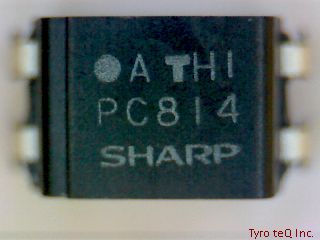 A THI
PC814
SHARP
Tyro teQ Inc.